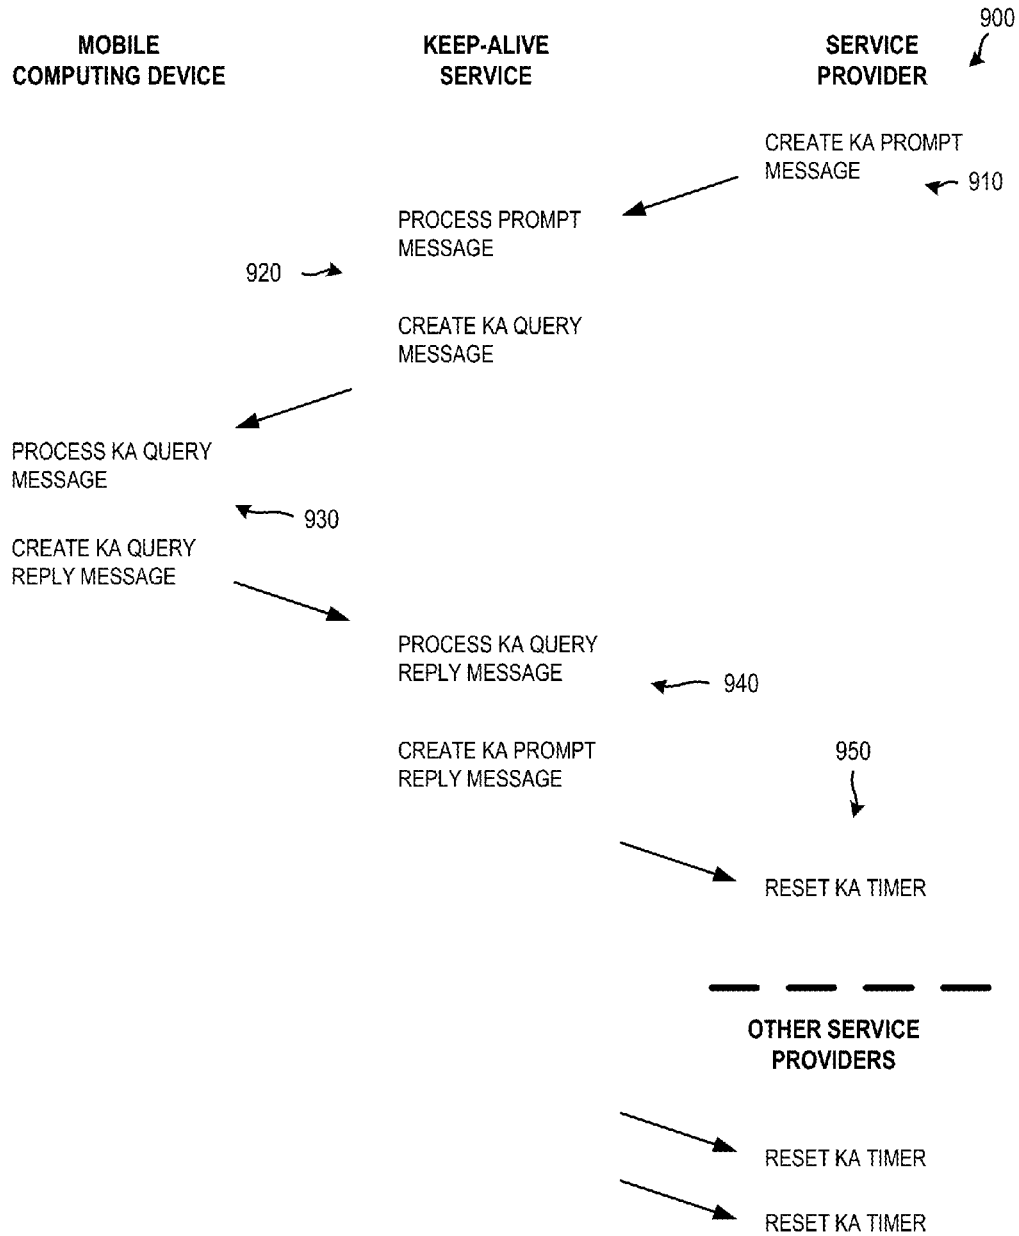 900
MOBILE
COMPUTING DEVICE
KEEP-ALIVE
SERVICE
SERVICE
PROVIDER
CREATE KA PROMPT
MESSAGE
910
PROCESS PROMPT
MESSAGE
920
CREATE KA QUERY
MESSAGE
PROCESS KA QUERY
MESSAGE
930
CREATE KA QUERY
REPLY MESSAGE
PROCESS KA QUERY
REPLY MESSAGE
940
CREATE KA PROMPT
REPLY MESSAGE
950
RESET KA TIMER
OTHER SERVICE
PROVIDERS
RESET KA TIMER
RESET KA TIMER